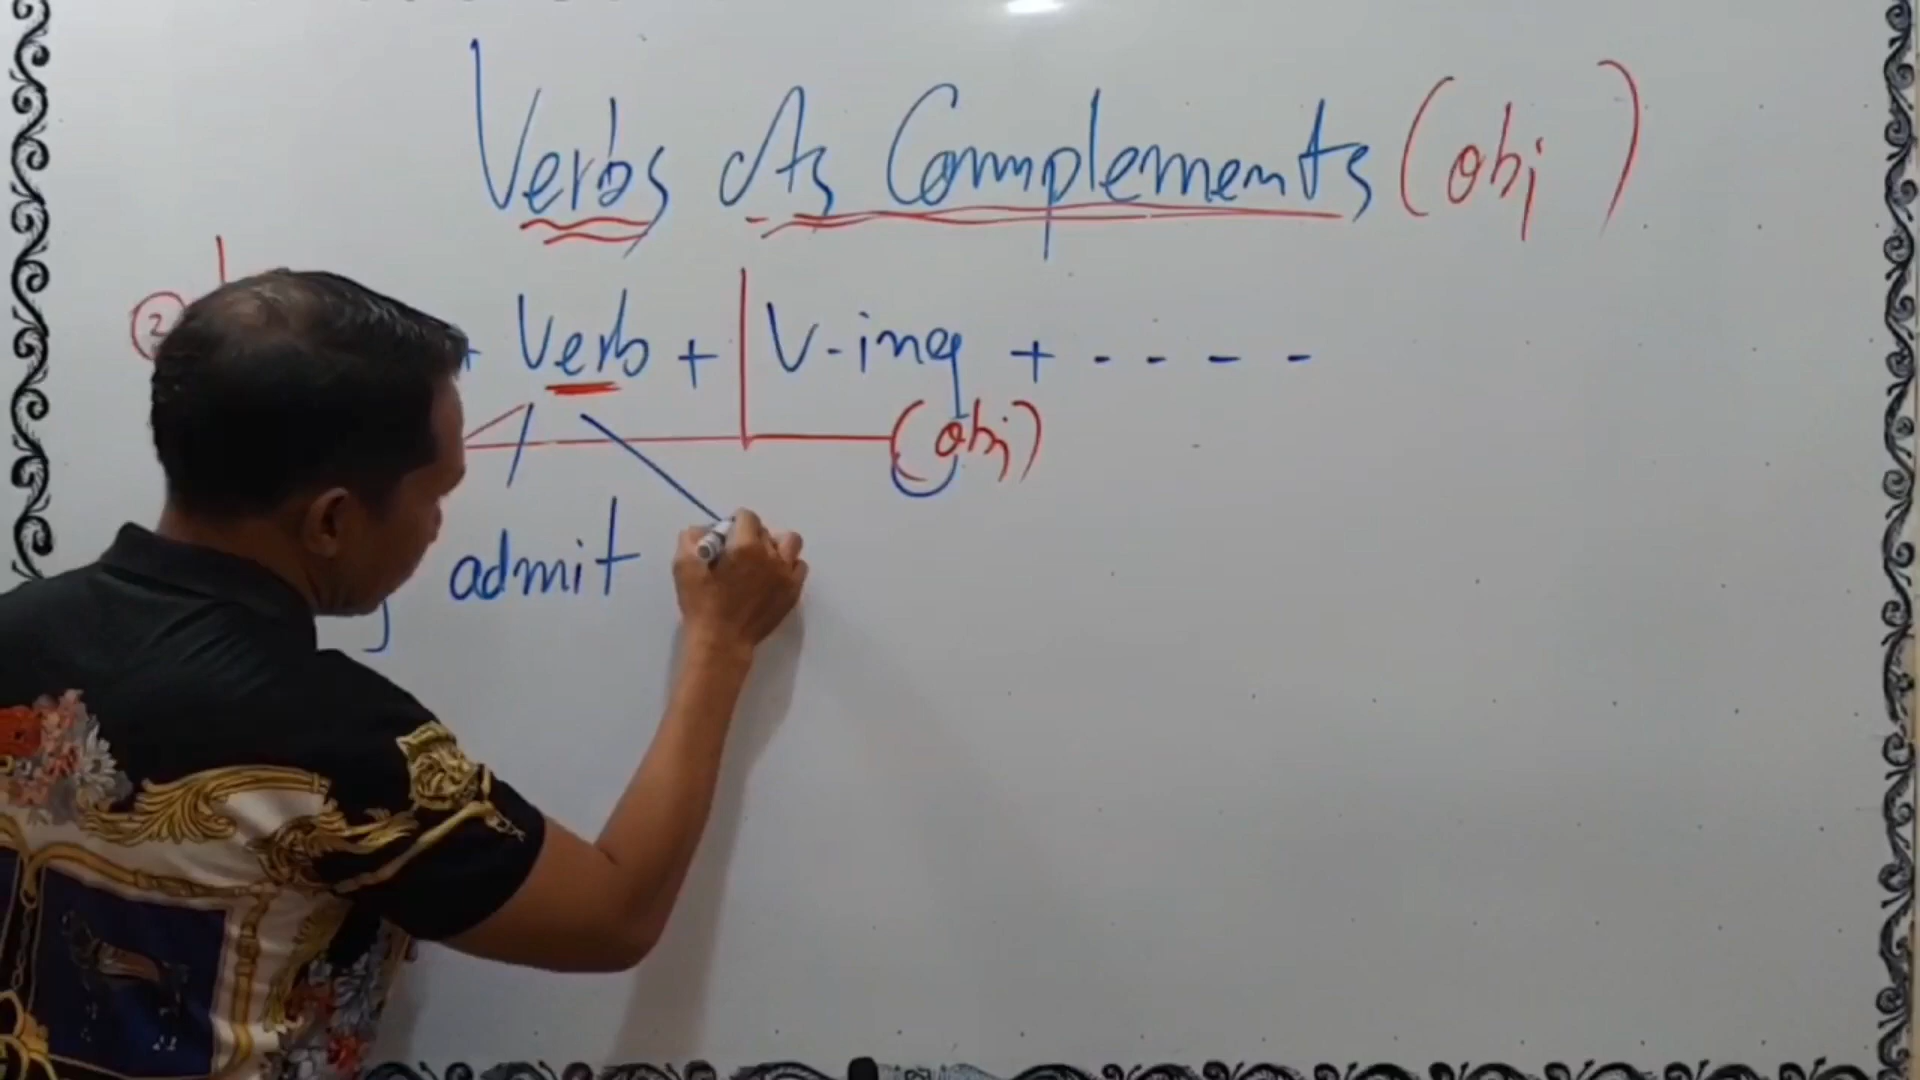 Verbs As Complements (obj)
2 + Verb + V-ing + - - - -
(obj)
admit